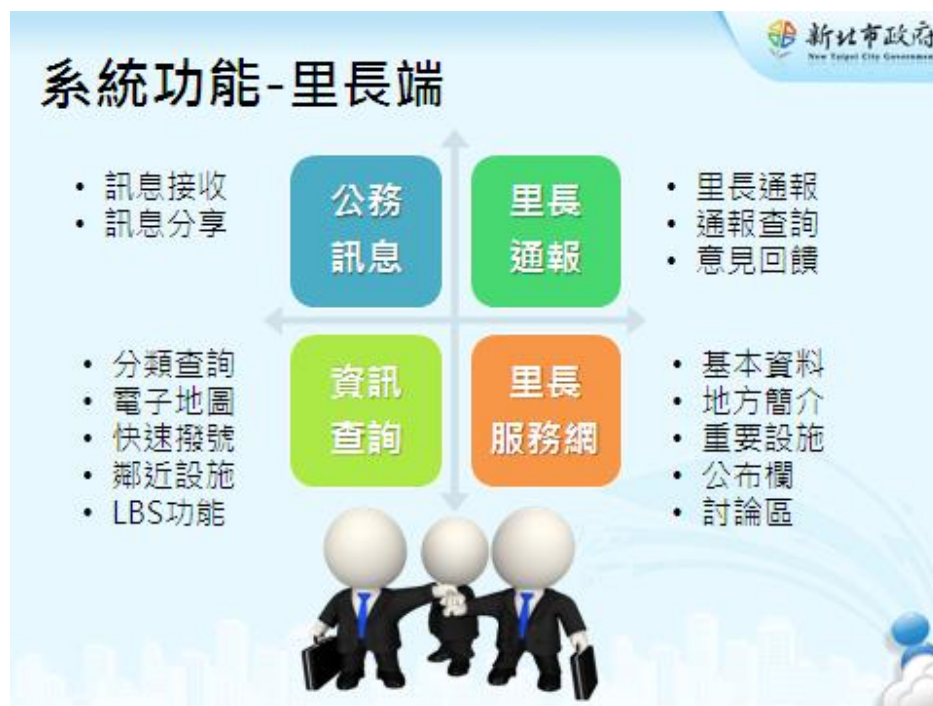 新北市政府
New Taipei City Government
系統功能-里長端
• 訊息接收
• 訊息分享
公務
訊息
里長
通報
• 里長通報
• 通報查詢
• 意見回饋
• 分類查詢
• 電子地圖
• 快速撥號
• 鄰近設施
• LBS功能
資訊
查詢
里長
服務網
• 基本資料
• 地方簡介
• 重要設施
• 公布欄
• 討論區